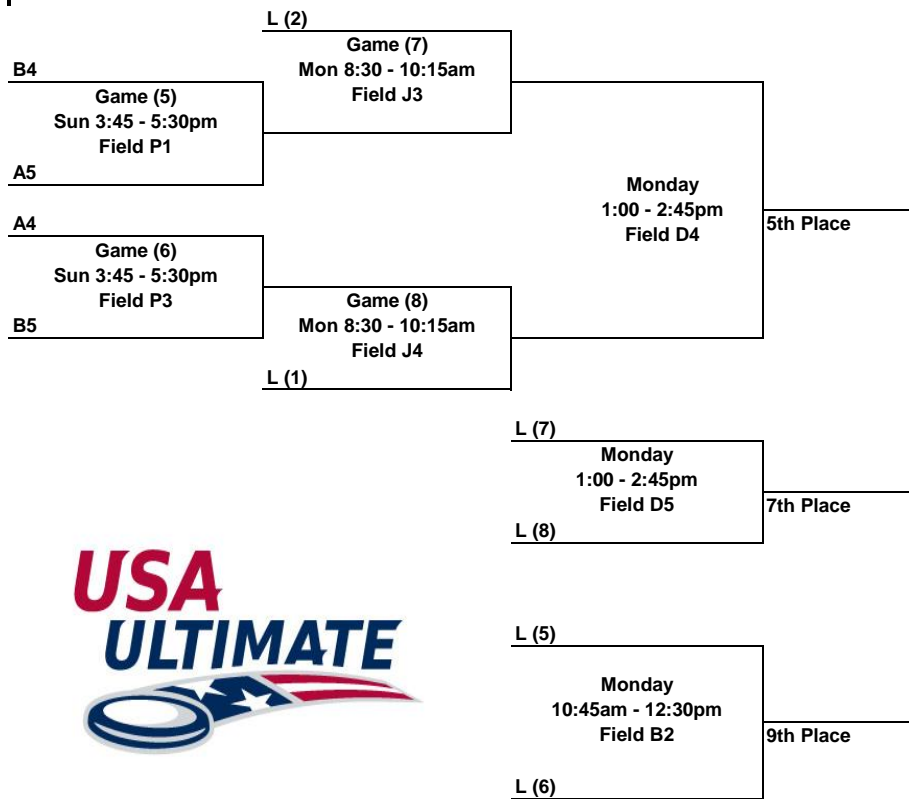 L (2)
Game (7)
Mon 8:30 - 10:15am
Field J3
B4
Game (5)
Sun 3:45 - 5:30pm
Field P1
A5
Monday
1:00 - 2:45pm
Field D4
5th Place
A4
Game (6)
Sun 3:45 - 5:30pm
Field P3
B5
Game (8)
Mon 8:30 - 10:15am
Field J4
L (1)
L (7)
Monday
1:00 - 2:45pm
Field D5
7th Place
L (8)
USA
ULTIMATE
L (5)
Monday
10:45am - 12:30pm
Field B2
9th Place
L (6)